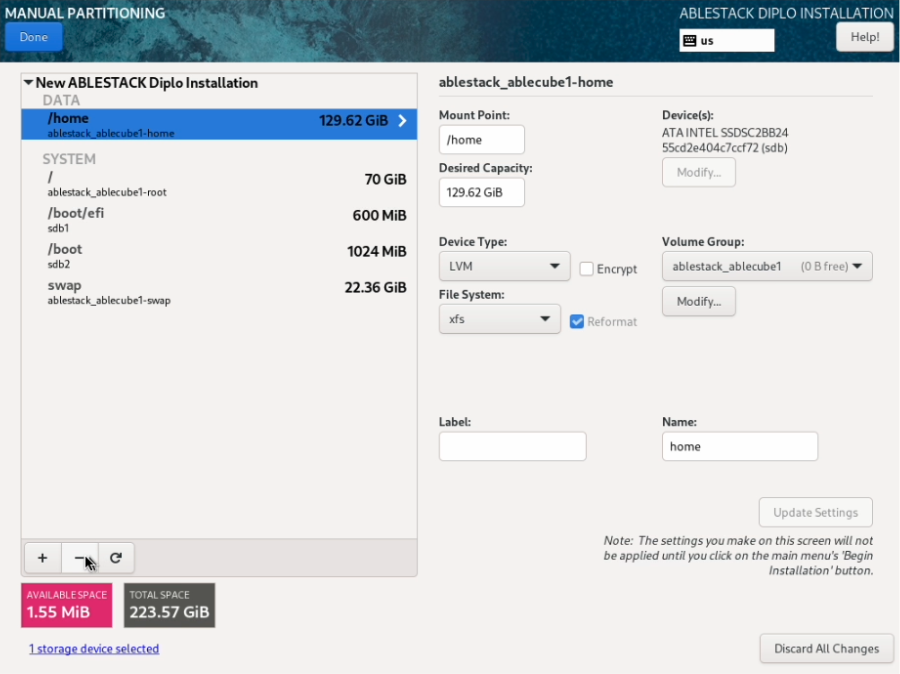 MANUAL PARTITIONING
ABLESTACK DIPLO INSTALLATION
Done
us
Help!
New ABLESTACK Diplo Installation
DATA
/home
129.62 GiB
ablestack_ablecube1-home
SYSTEM
/
70 GiB
ablestack_ablecube1-root
/boot/efi
600 MiB
sdb1
/boot
1024 MiB
sdb2
swap
22.36 GiB
ablestack_ablecube1-swap
ablestack_ablecube1-home
Mount Point:
/home
Device(s):
ATA INTEL SSDSC2BB24
55cd2e404c7ccf72 (sdb)
Modify...
Desired Capacity:
129.62 GiB
Device Type:
LVM
Encrypt
Volume Group:
ablestack_ablecube1 (0 B free)
Modify...
File System:
xfs
Reformat
Label:
Name:
home
Update Settings
Note: The settings you make on this screen will not
be applied until you click on the main menu's 'Begin
Installation' button.
AVAILABLE SPACE
1.55 MiB
TOTAL SPACE
223.57 GiB
1 storage device selected
Discard All Changes